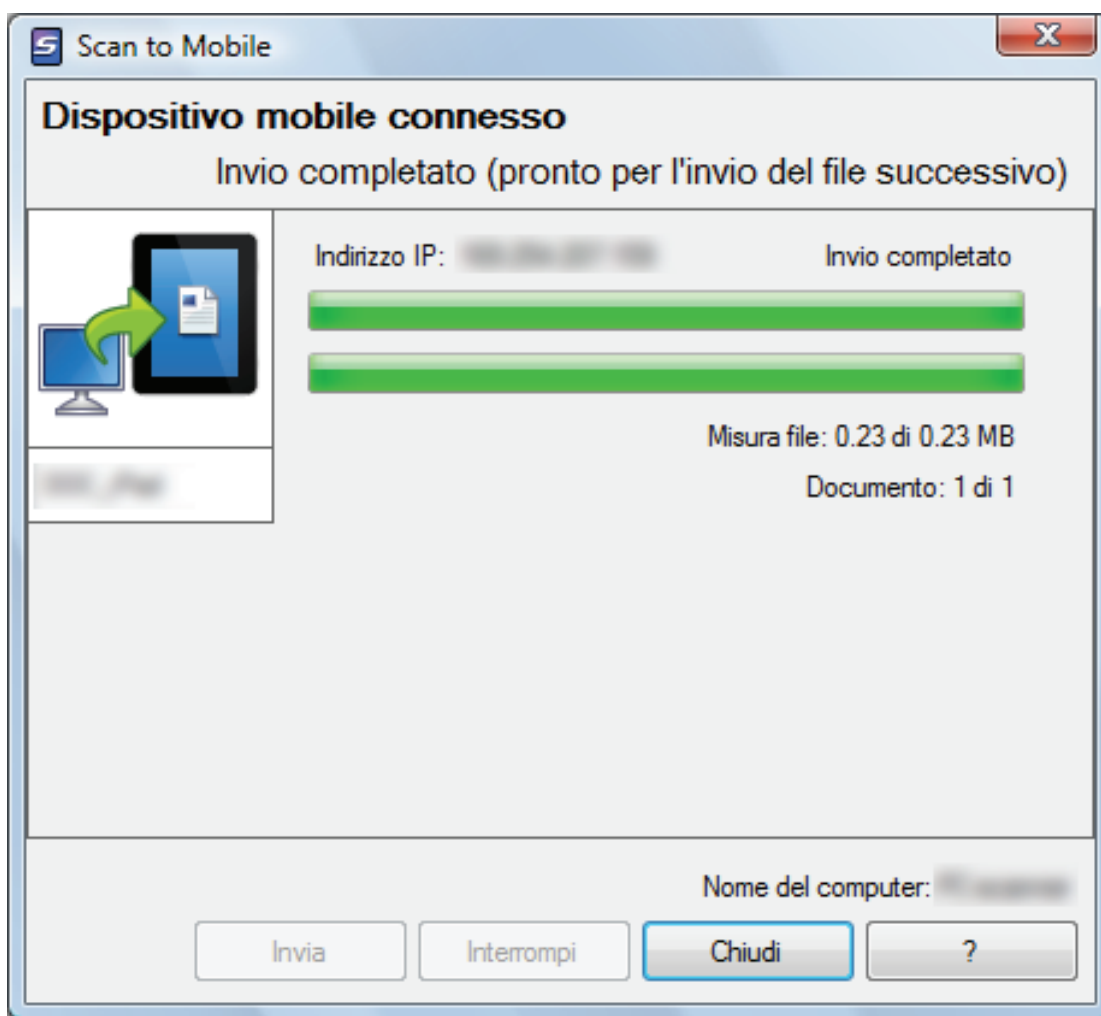 Scan to Mobile
Dispositivo mobile connesso
Invio completato (pronto per l'invio del file successivo)
Indirizzo IP: Invio completato
Misura file: 0.23 di 0.23 MB
Documento: 1 di 1
Nome del computer:
Invia Interrompi Chiudi ?